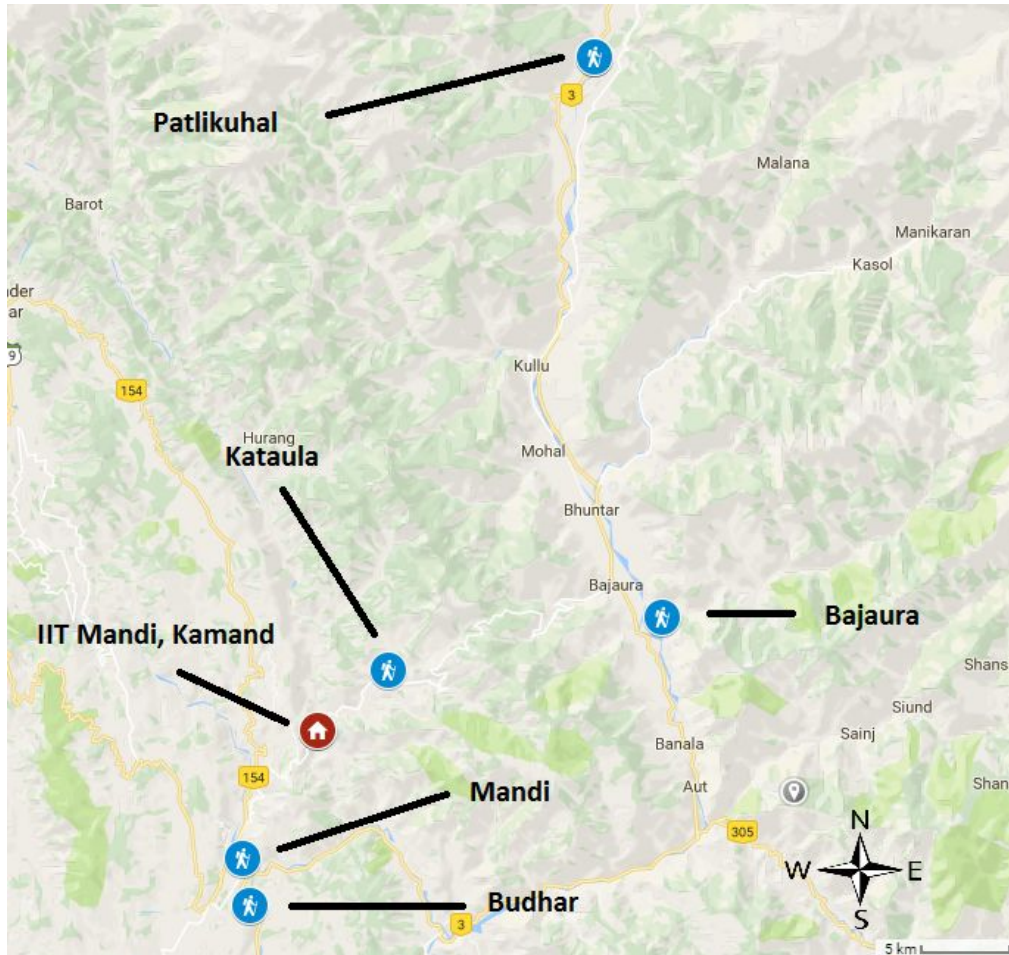 Patlikuhal
3
Malana
Barot
Manikaran
Kasol
nder
ar
9
Kullu
154
Hurang
Kataula
Mohal
Bhuntar
Bajaura
Bajaura
IIT Mandi, Kamand
Shans
Siund
Sainj
Banala
154
Aut
Shan
Mandi
305
N
W
E
S
Budhar
3
5 km